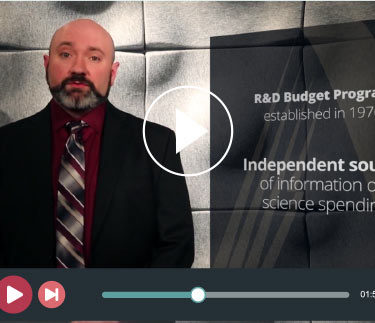 R&D Budget Progra
established in 197
Independent sou
of information o
science spendin
01:5